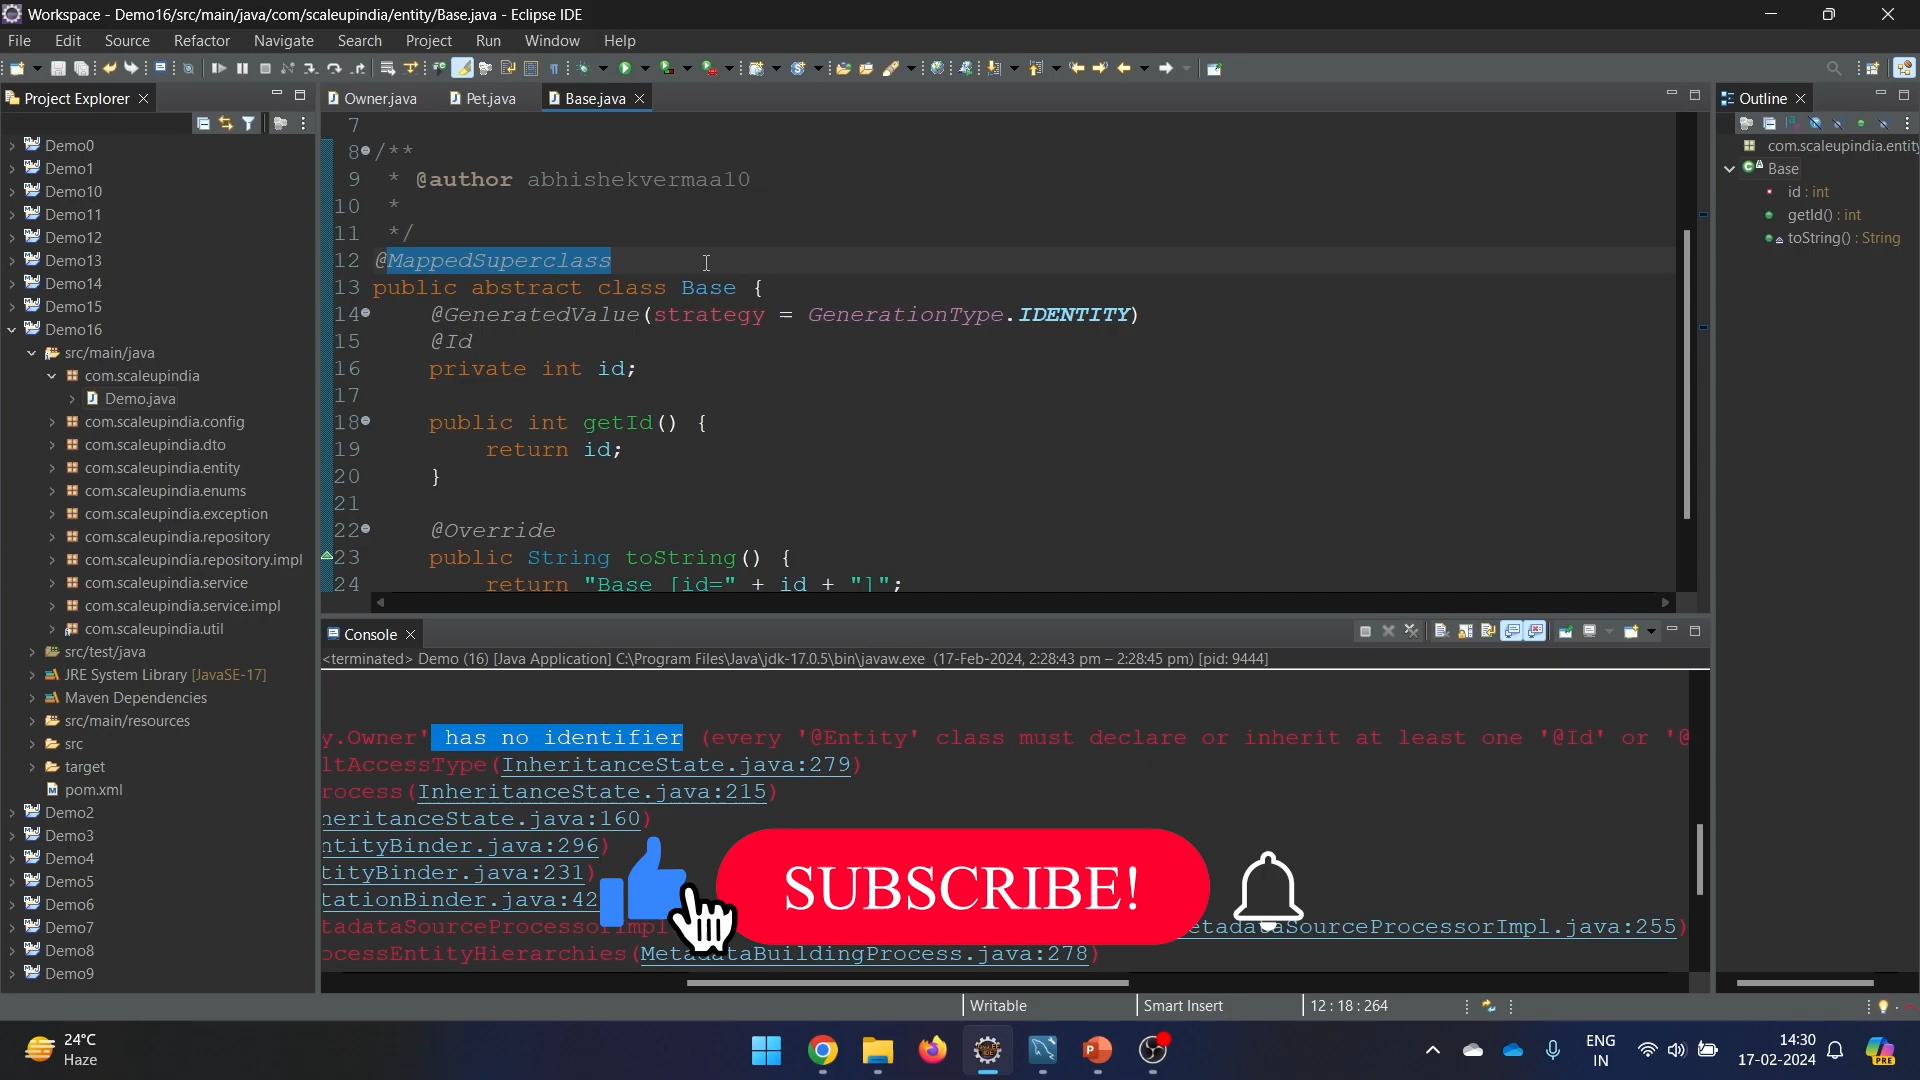 Workspace - Demo16/src/main/java/com/scaleupindia/entity/Base.java - Eclipse IDE
File Edit Source Refactor Navigate Search Project Run Window Help
Project Explorer
Demo0
Demo1
Demo10
Demo11
Demo12
Demo13
Demo14
Demo15
Demo16
src/main/java
com.scaleupindia
Demo.java
com.scaleupindia.config
com.scaleupindia.dto
com.scaleupindia.entity
com.scaleupindia.enums
com.scaleupindia.exception
com.scaleupindia.repository
com.scaleupindia.repository.impl
com.scaleupindia.service
com.scaleupindia.service.impl
com.scaleupindia.util
src/test/java
JRE System Library [JavaSE-17]
Maven Dependencies
src/main/resources
src
target
pom.xml
Demo2
Demo3
Demo4
Demo5
Demo6
Demo7
Demo8
Demo9
Owner.java Pet.java Base.java
7
8 /**
9 * @author abhishekvermaa10
10 *
11 */
12 @MappedSuperclass
13 public abstract class Base {
14 @GeneratedValue(strategy = GenerationType.IDENTITY)
15 @Id
16 private int id;
17
18 public int getId() {
19 return id;
20 }
21
22 @Override
23 public String toString() {
24 return "Base [id=" + id + "]";
Outline
com.scaleupindia.entity
Base
id : int
getId() : int
toString() : String
Console
<terminated> Demo (16) [Java Application] C:\Program Files\Java\jdk-17.0.5\bin\javaw.exe (17-Feb-2024, 2:28:43 pm – 2:28:45 pm) [pid: 9444]
y.Owner' has no identifier (every '@Entity' class must declare or inherit at least one '@Id' or '@
ltAccessType(InheritanceState.java:279)
rocess(InheritanceState.java:215)
heritanceState.java:160)
ntityBinder.java:296)
tityBinder.java:231)
tationBinder.java:42
tadataSourceProcessorImpl etadataSourceProcessorImpl.java:255)
ocessEntityHierarchies(MetadataBuildingProcess.java:278)
SUBSCRIBE!
Writable Smart Insert 12 : 18 : 264
24°C
Haze
ENG
IN
14:30
17-02-2024
PRE